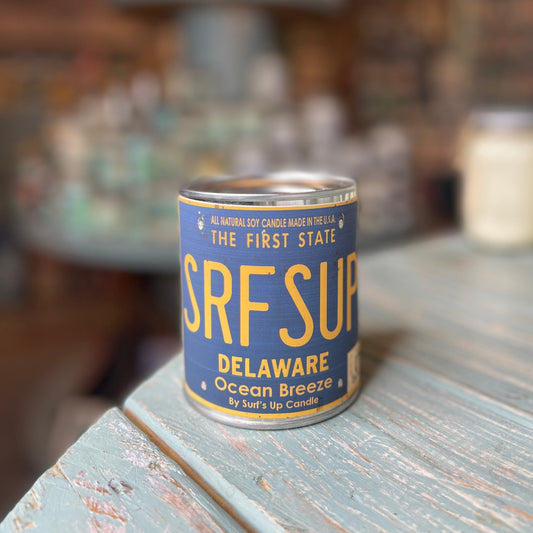 ALL NATURAL SOY CANDLE MADE IN THE U.S.A.
THE FIRST STATE
SRF SUP
DELAWARE
Ocean Breeze
By Surf's Up Candle